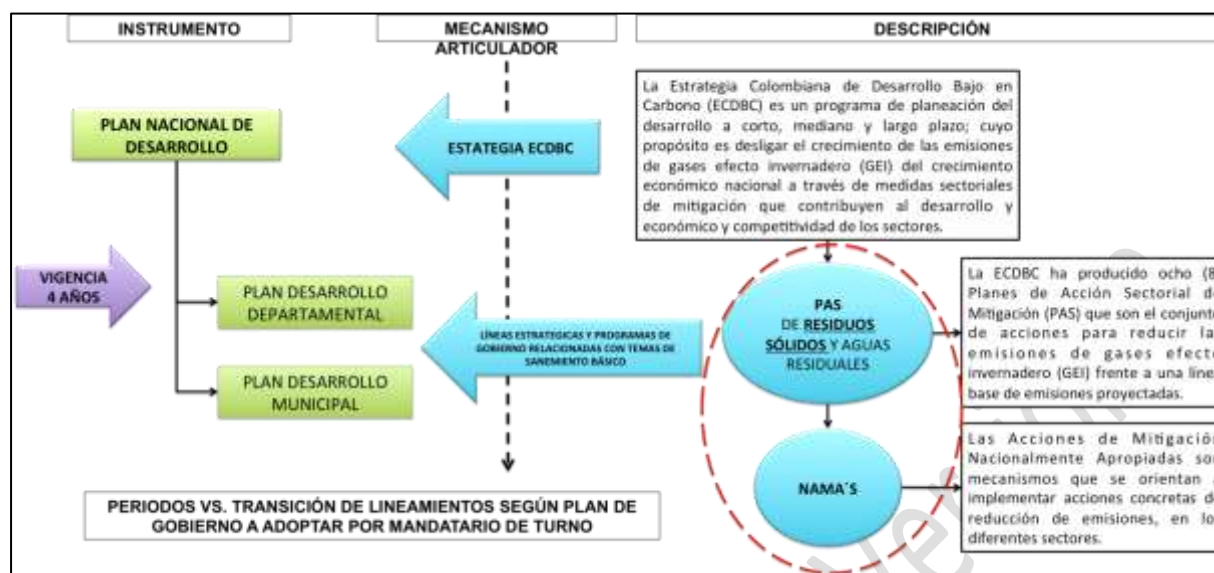 INSTRUMENTO
MECANISMO
ARTICULADOR
DESCRIPCIÓN
La Estrategia Colombiana de Desarrollo Bajo en
Carbono (ECDBC) es un programa de planeación del
desarrollo a corto, mediano y largo plazo; cuyo
propósito es desligar el crecimiento de las emisiones
de gases efecto invernadero (GEI) del crecimiento
económico nacional a través de medidas sectoriales
de mitigación que contribuyen al desarrollo y
económico y competitividad de los sectores.
PLAN NACIONAL DE
DESARROLLO
ESTATEGIA ECDBC
VIGENCIA
4 AÑOS
PLAN DESARROLLO
DEPARTAMENTAL
LÍNEAS ESTRATEGICAS Y PROGRAMAS DE
GOBIERNO RELACIONADAS CON TEMAS DE
SANEMIENTO BÁSICO
PAS
DE RESIDUOS
SÓLIDOS Y AGUAS
RESIDUALES
La ECDBC ha producido ocho (8
Planes de Acción Sectorial de
Mitigación (PAS) que son el conjunto
de acciones para reducir la
emisiones de gases efecto
invernadero (GEI) frente a una líne
base de emisiones proyectadas.
PLAN DESARROLLO
MUNICIPAL
NAMA´S
Las Acciones de Mitigación
Nacionalmente Apropiadas so
mecanismos que se orientan a
implementar acciones concretas de
reducción de emisiones, en lo
diferentes sectores.
PERIODOS VS. TRANSICIÓN DE LINEAMIENTOS SEGÚN PLAN DE
GOBIERNO A ADOPTAR POR MANDATARIO DE TURNO